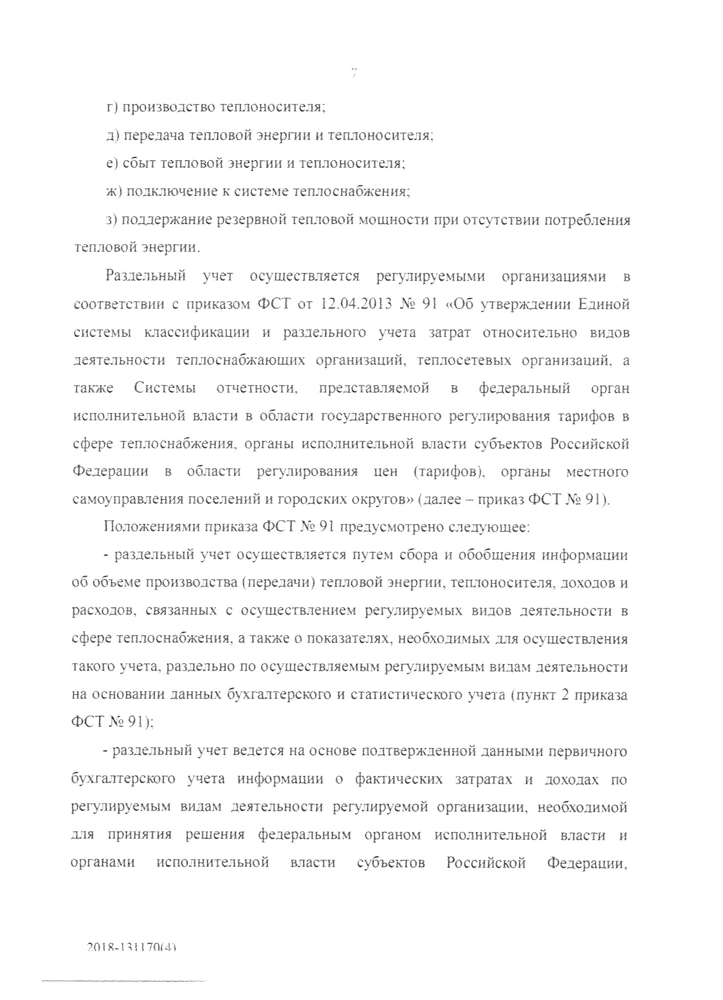 7
г) производство теплоносителя;
д) передача тепловой энергии и теплоносителя;
е) сбыт тепловой энергии и теплоносителя;
ж) подключение к системе теплоснабжения;
з) поддержание резервной тепловой мощности при отсутствии потребления
тепловой энергии.
Раздельный учет осуществляется регулируемыми организациями в
соответствии с приказом ФСТ от 12.04.2013 № 91 «Об утверждении Единой
системы классификации и раздельного учета затрат относительно видов
деятельности теплоснабжающих организаций, теплосетевых организаций, а
также Системы отчетности, представляемой в федеральный орган
исполнительной власти в области государственного регулирования тарифов в
сфере теплоснабжения, органы исполнительной власти субъектов Российской
Федерации в области регулирования цен (тарифов), органы местного
самоуправления поселений и городских округов» (далее – приказ ФСТ № 91).
Положениями приказа ФСТ № 91 предусмотрено следующее:
- раздельный учет осуществляется путем сбора и обобщения информации
об объеме производства (передачи) тепловой энергии, теплоносителя, доходов и
расходов, связанных с осуществлением регулируемых видов деятельности в
сфере теплоснабжения, а также о показателях, необходимых для осуществления
такого учета, раздельно по осуществляемым регулируемым видам деятельности
на основании данных бухгалтерского и статистического учета (пункт 2 приказа
ФСТ № 91);
- раздельный учет ведется на основе подтвержденной данными первичного
бухгалтерского учета информации о фактических затратах и доходах по
регулируемым видам деятельности регулируемой организации, необходимой
для принятия решения федеральным органом исполнительной власти и
органами исполнительной власти субъектов Российской Федерации,
2018-131170(4)